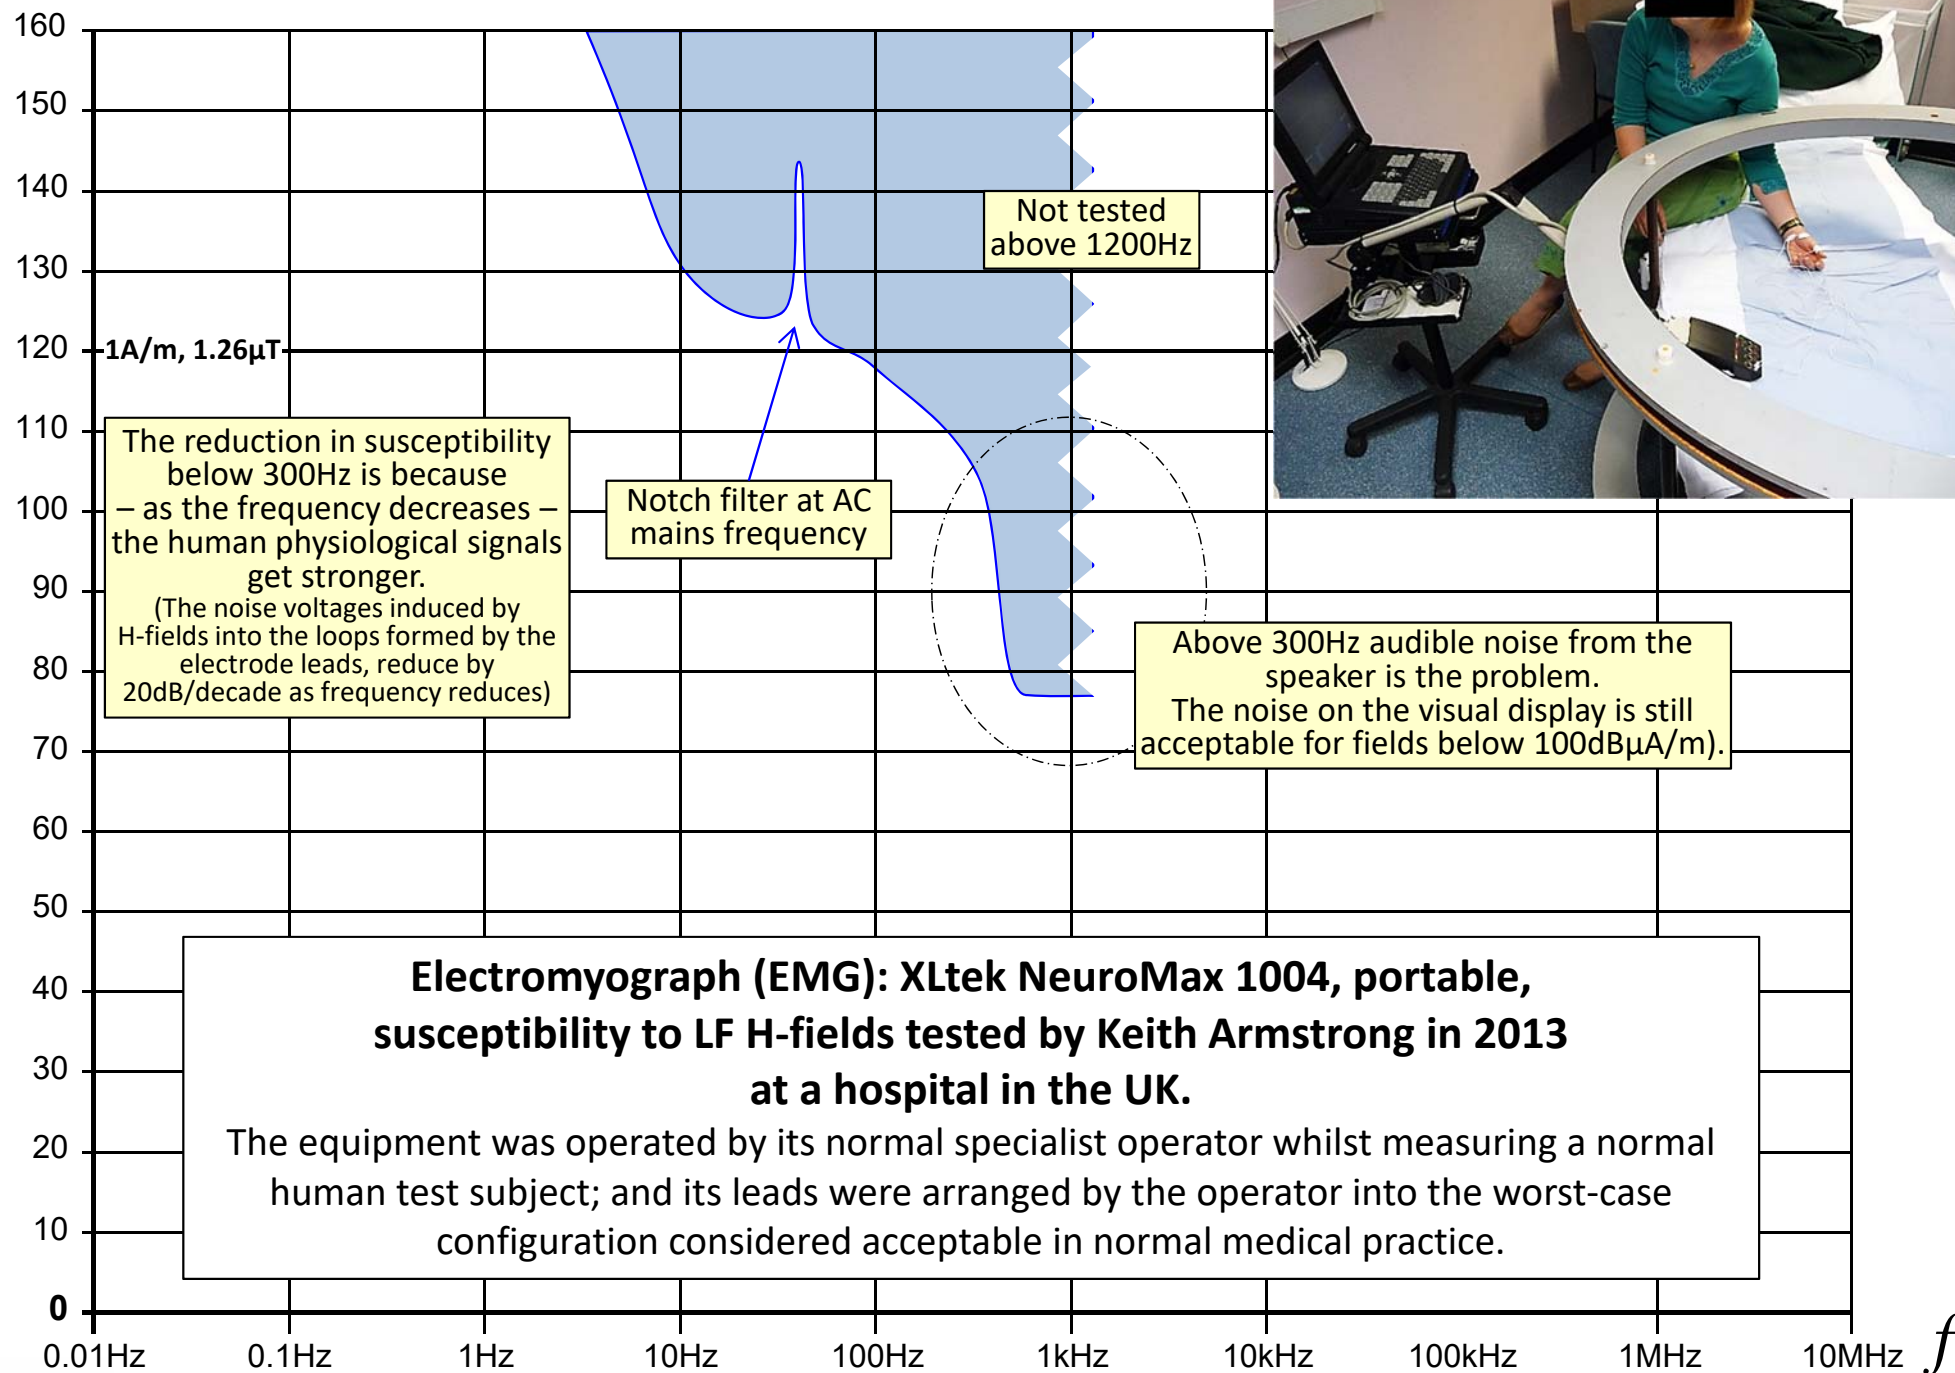 160
150
140
130
120
110
100
90
80
70
60
50
40
30
20
10
0
1A/m, 1.26µT
Not tested
above 1200Hz
The reduction in susceptibility
below 300Hz is because
– as the frequency decreases –
the human physiological signals
get stronger.
(The noise voltages induced by
H-fields into the loops formed by the
electrode leads, reduce by
20dB/decade as frequency reduces)
Notch filter at AC
mains frequency
Above 300Hz audible noise from the
speaker is the problem.
The noise on the visual display is still
acceptable for fields below 100dBµA/m).
Electromyograph (EMG): XLtek NeuroMax 1004, portable,
susceptibility to LF H-fields tested by Keith Armstrong in 2013
at a hospital in the UK.
The equipment was operated by its normal specialist operator whilst measuring a normal
human test subject; and its leads were arranged by the operator into the worst-case
configuration considered acceptable in normal medical practice.
0.01Hz 0.1Hz 1Hz 10Hz 100Hz 1kHz 10kHz 100kHz 1MHz 10MHz f